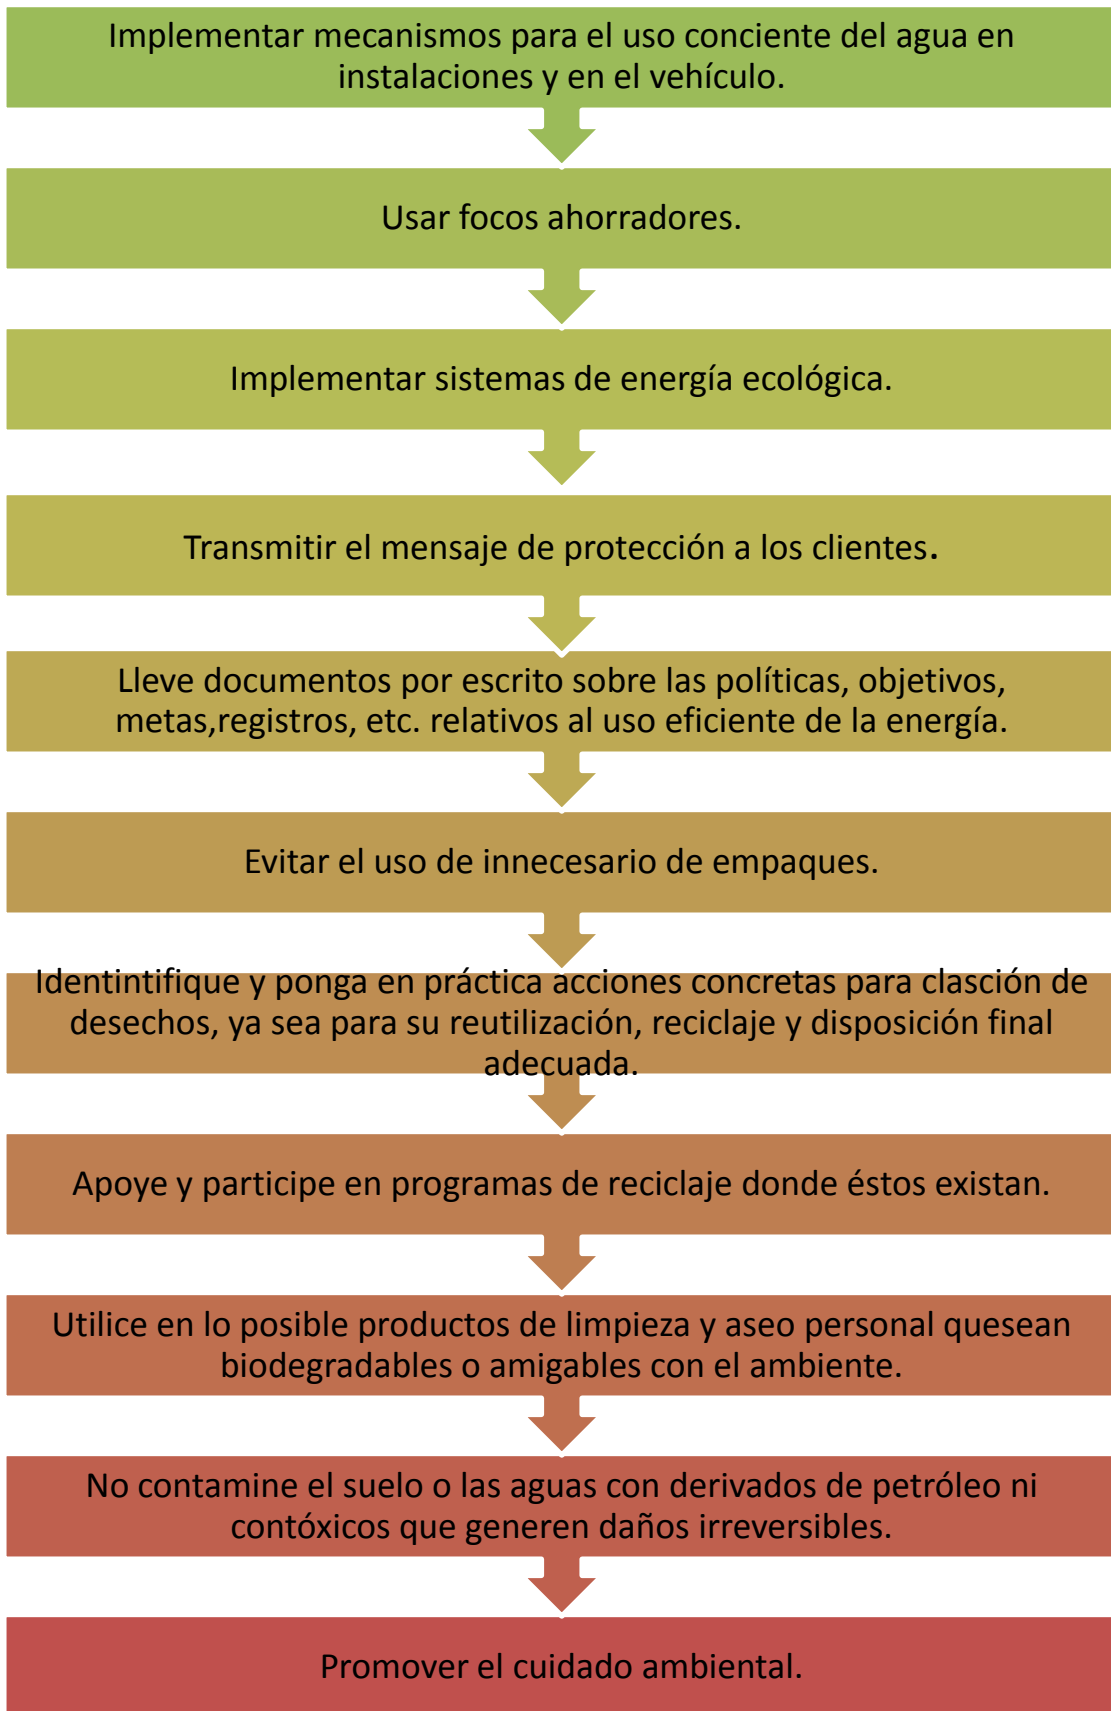 Implementar mecanismos para el uso conciente del agua en
instalaciones y en el vehículo.
Usar focos ahorradores.
Implementar sistemas de energía ecológica.
Transmitir el mensaje de protección a los clientes.
Lleve documentos por escrito sobre las políticas, objetivos,
metas,registros, etc. relativos al uso eficiente de la energía.
Evitar el uso de innecesario de empaques.
Identintifique y ponga en práctica acciones concretas para clasción de
desechos, ya sea para su reutilización, reciclaje y disposición final
adecuada.
Apoye y participe en programas de reciclaje donde éstos existan.
Utilice en lo posible productos de limpieza y aseo personal quesean
biodegradables o amigables con el ambiente.
No contamine el suelo o las aguas con derivados de petróleo ni
contóxicos que generen daños irreversibles.
Promover el cuidado ambiental.